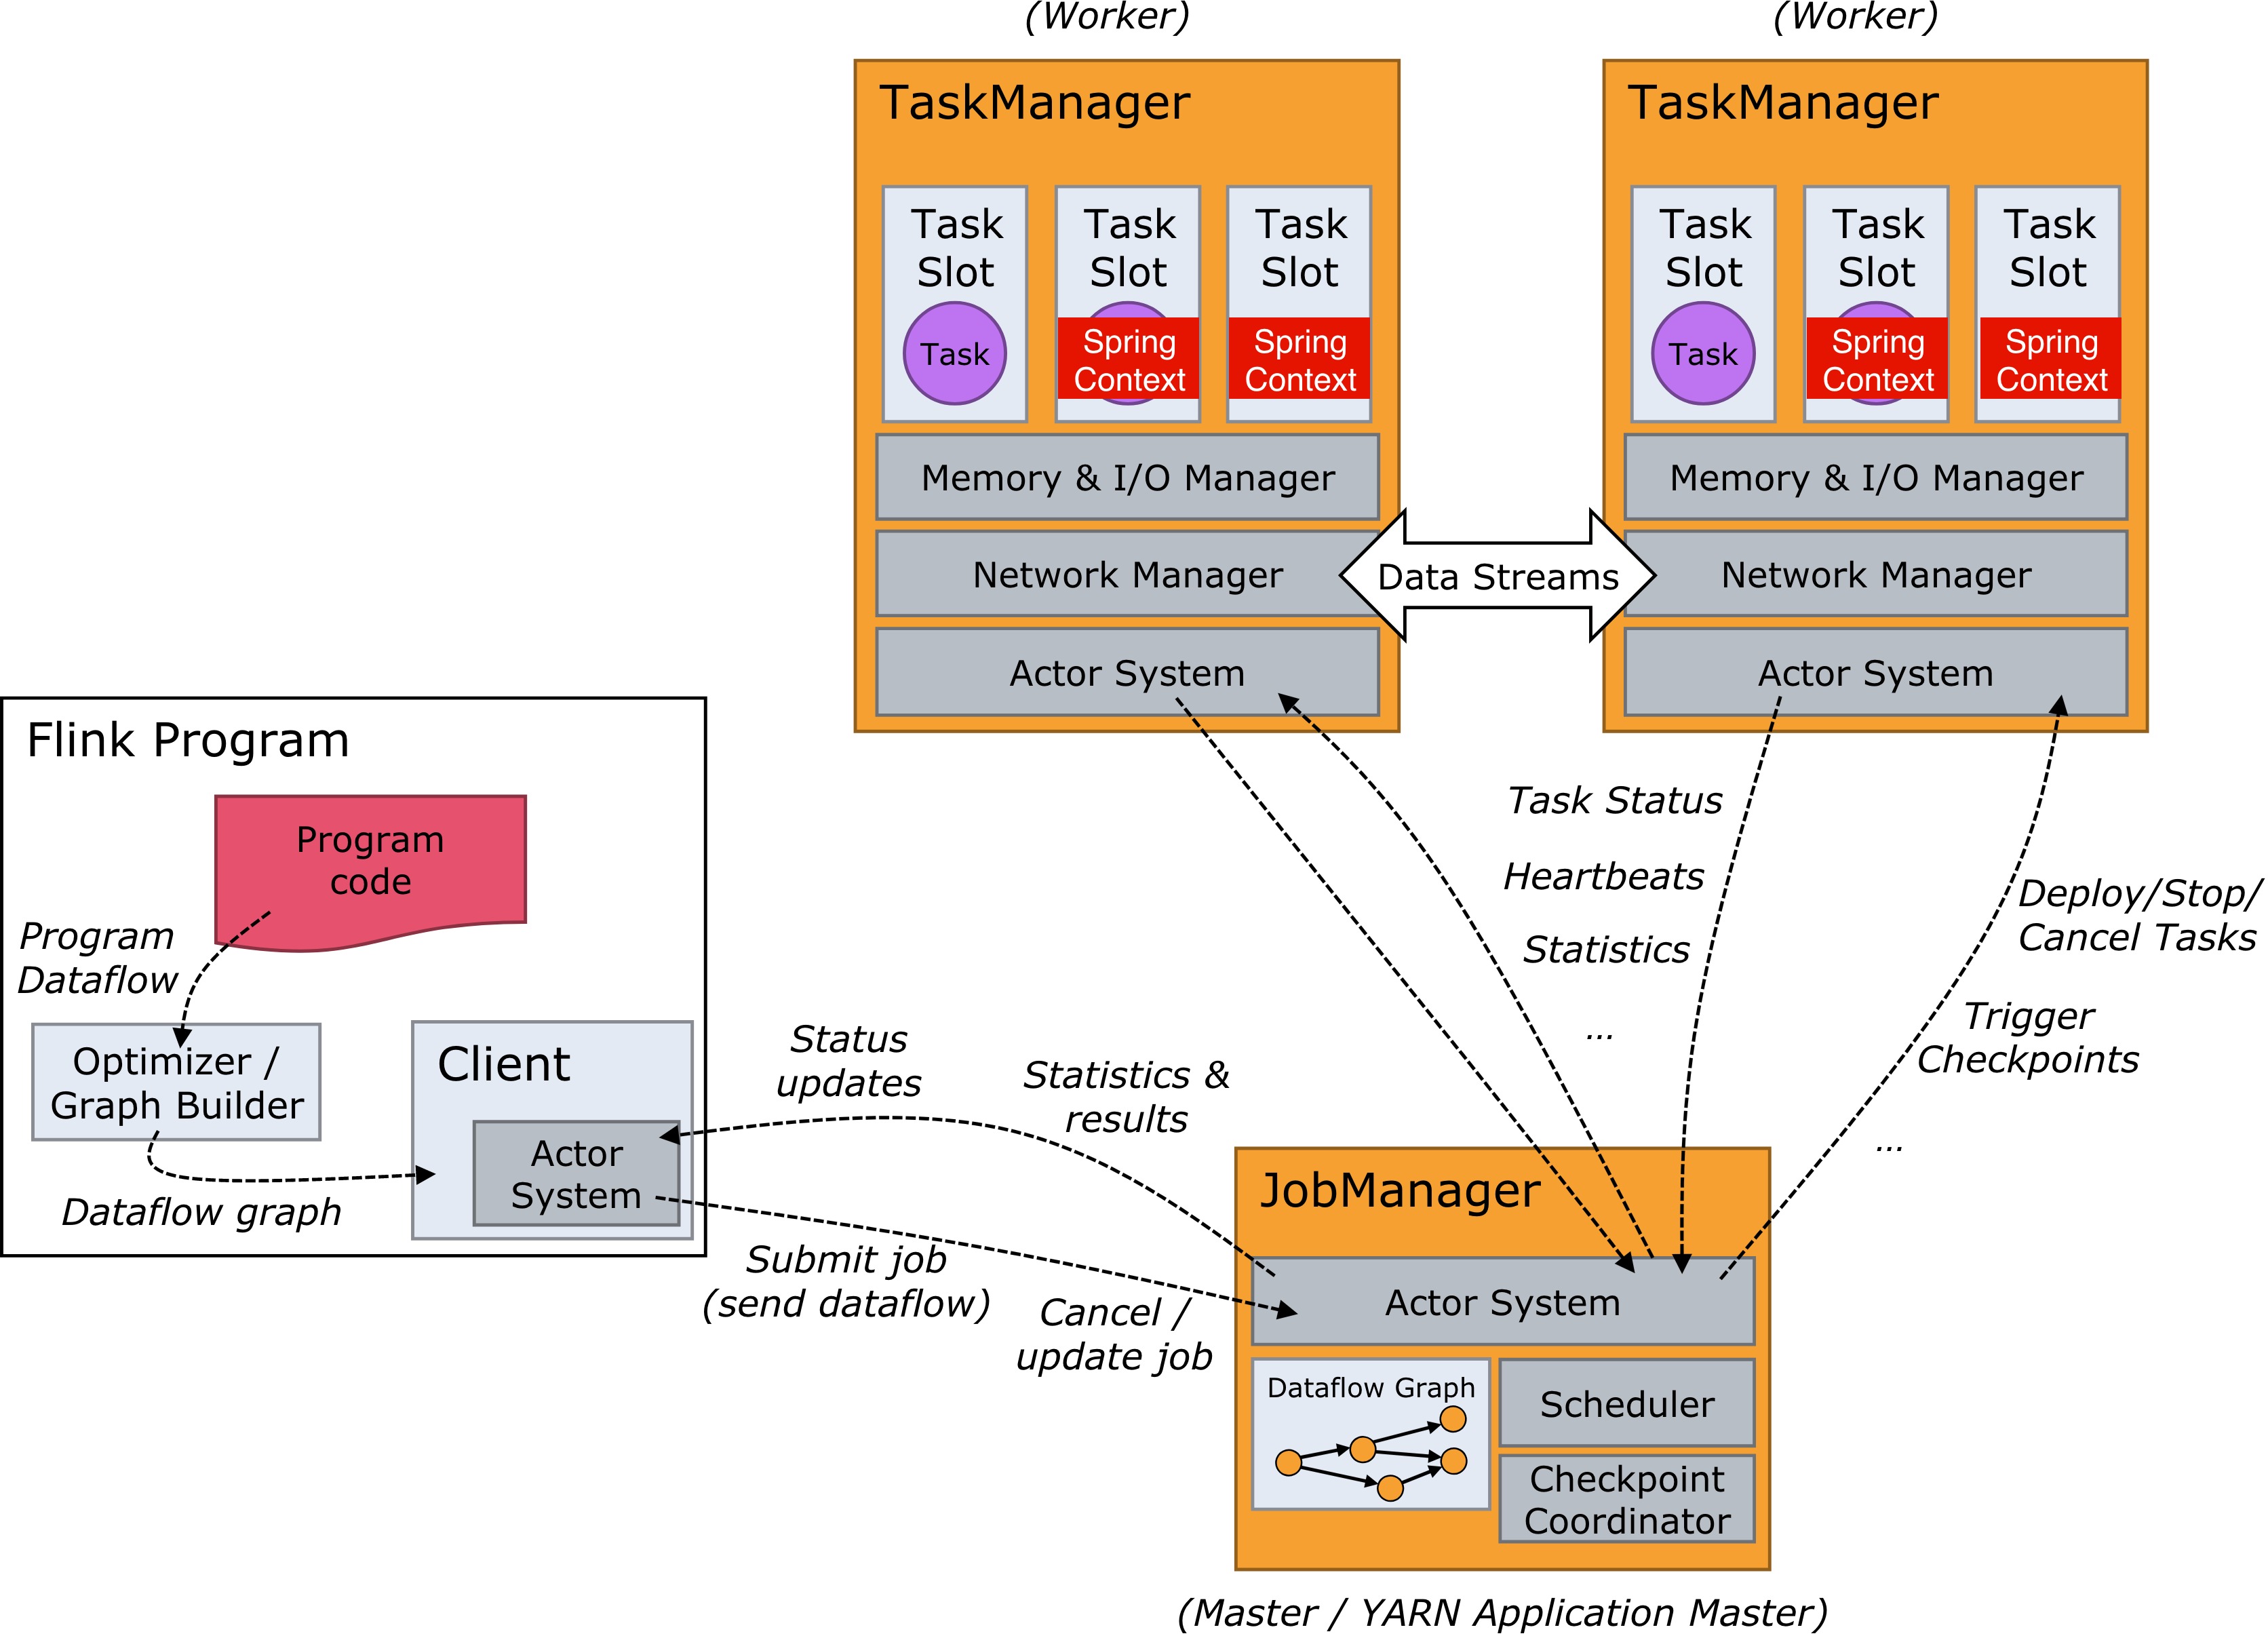 (Worker)
TaskManager
Task
Slot
Task
Task
Slot
Spring
Context
Task
Slot
Spring
Context
Memory & I/O Manager
Network Manager
Actor System
(Worker)
TaskManager
Task
Slot
Task
Task
Slot
Spring
Context
Task
Slot
Spring
Context
Memory & I/O Manager
Network Manager
Actor System
Data Streams
Flink Program
Program
code
Program
Dataflow
Optimizer /
Graph Builder
Dataflow graph
Client
Actor
System
Status
updates
Statistics &
results
Submit job
(send dataflow)
Cancel /
update job
Task Status
Heartbeats
Statistics
...
Deploy/Stop/
Cancel Tasks
Trigger
Checkpoints
...
JobManager
Actor System
Dataflow Graph
Scheduler
Checkpoint
Coordinator
(Master / YARN Application Master)